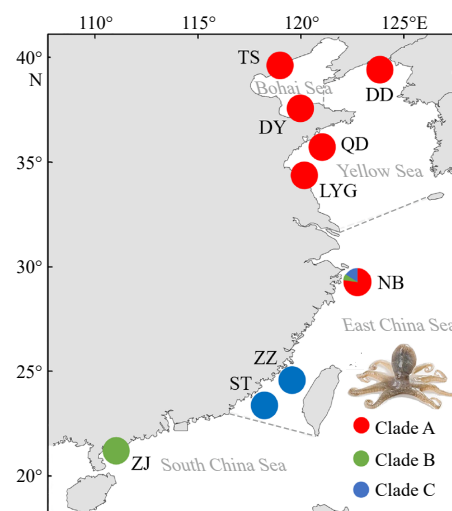 110° 115° 120° 125°E
40°
N
TS
Bohai Sea
DD
DY
QD
35°
Yellow Sea
LYG
30°
NB
East China Sea
25°
ZZ
ST
Clade A
ZJ
South China Sea
Clade B
20°
Clade C